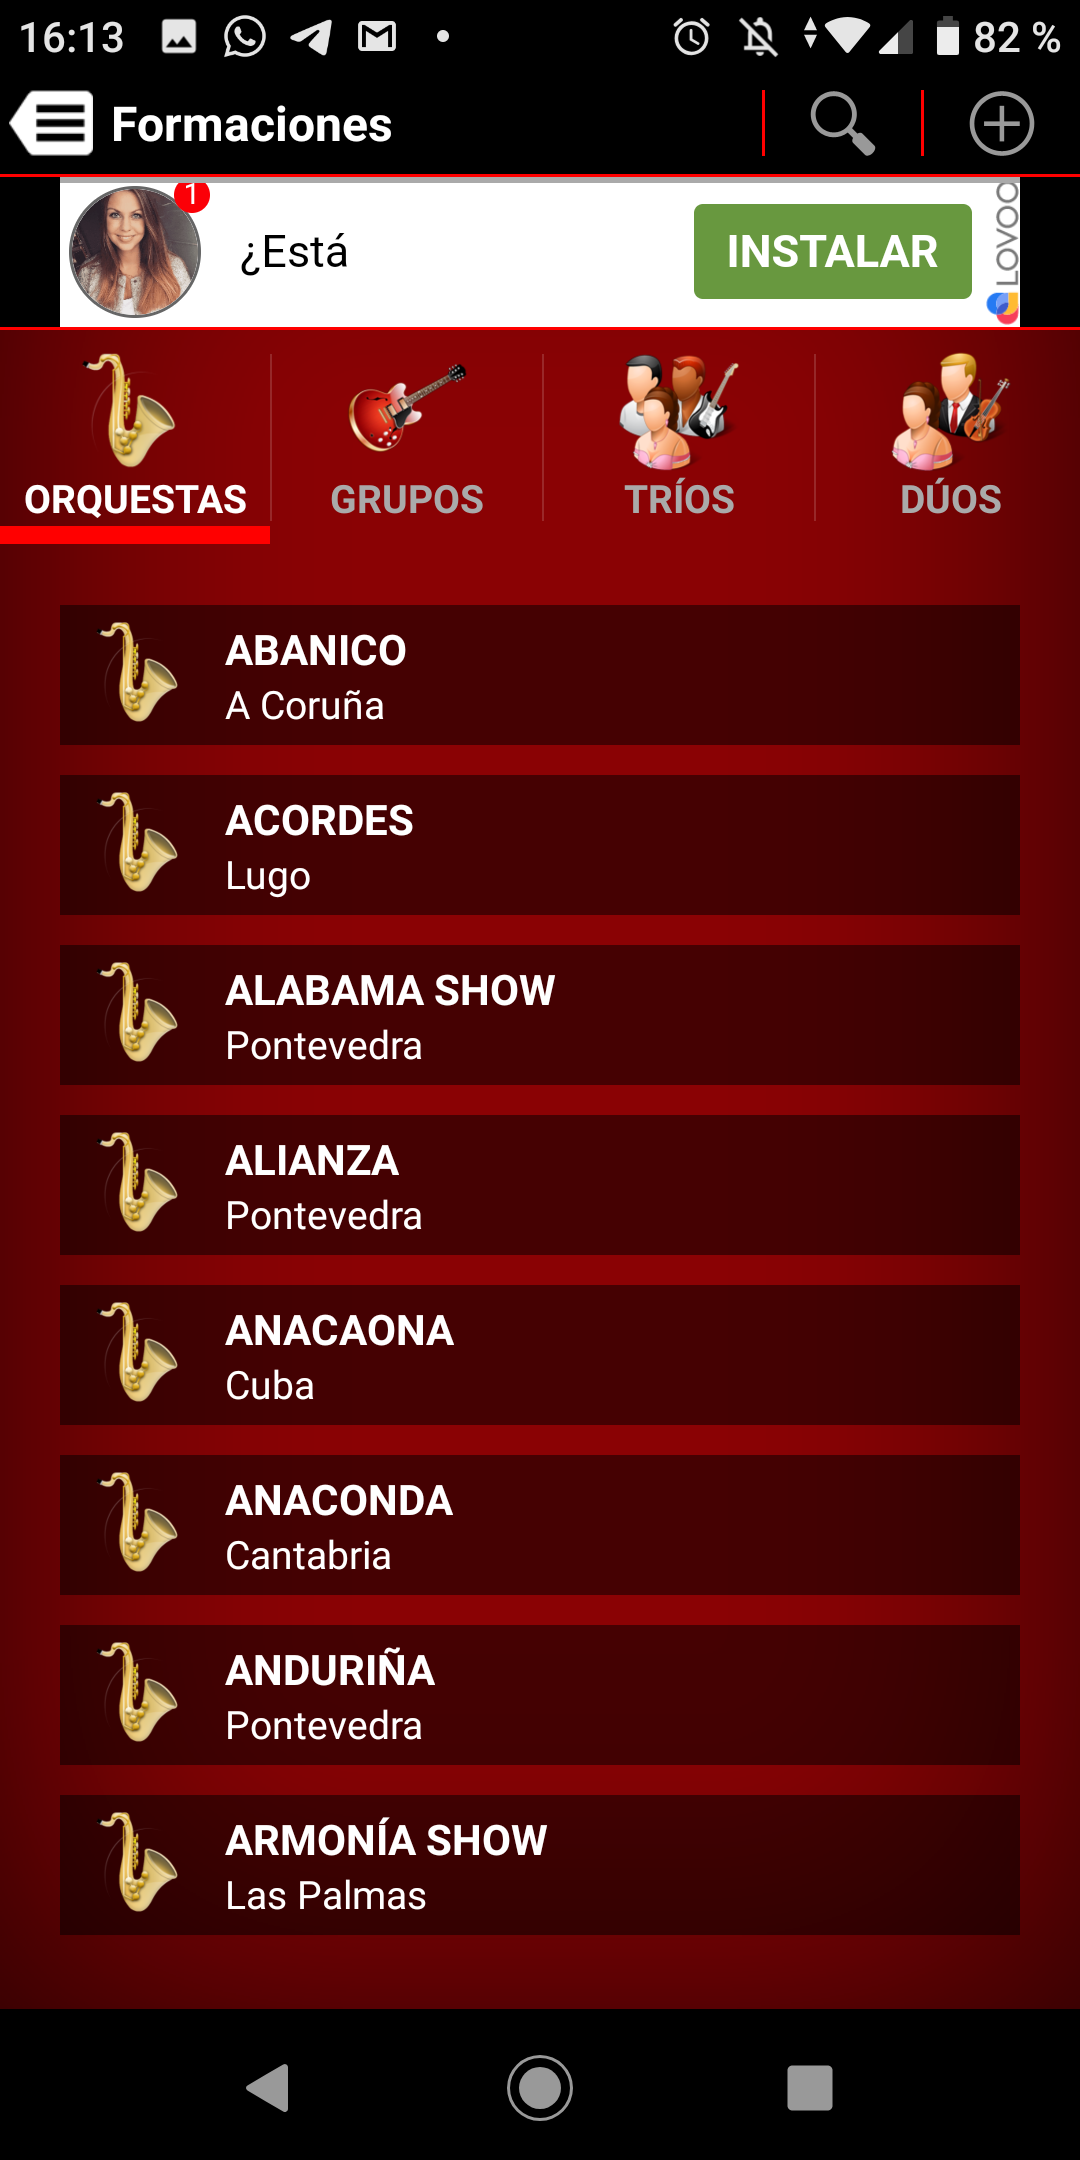 16:13
82 %
Formaciones
1
¿Está
INSTALAR
LOVOO
ORQUESTAS
GRUPOS
TRÍOS
DÚOS
ABANICO
A Coruña
ACORDES
Lugo
ALABAMA SHOW
Pontevedra
ALIANZA
Pontevedra
ANACAONA
Cuba
ANACONDA
Cantabria
ANDURIÑA
Pontevedra
ARMONÍA SHOW
Las Palmas